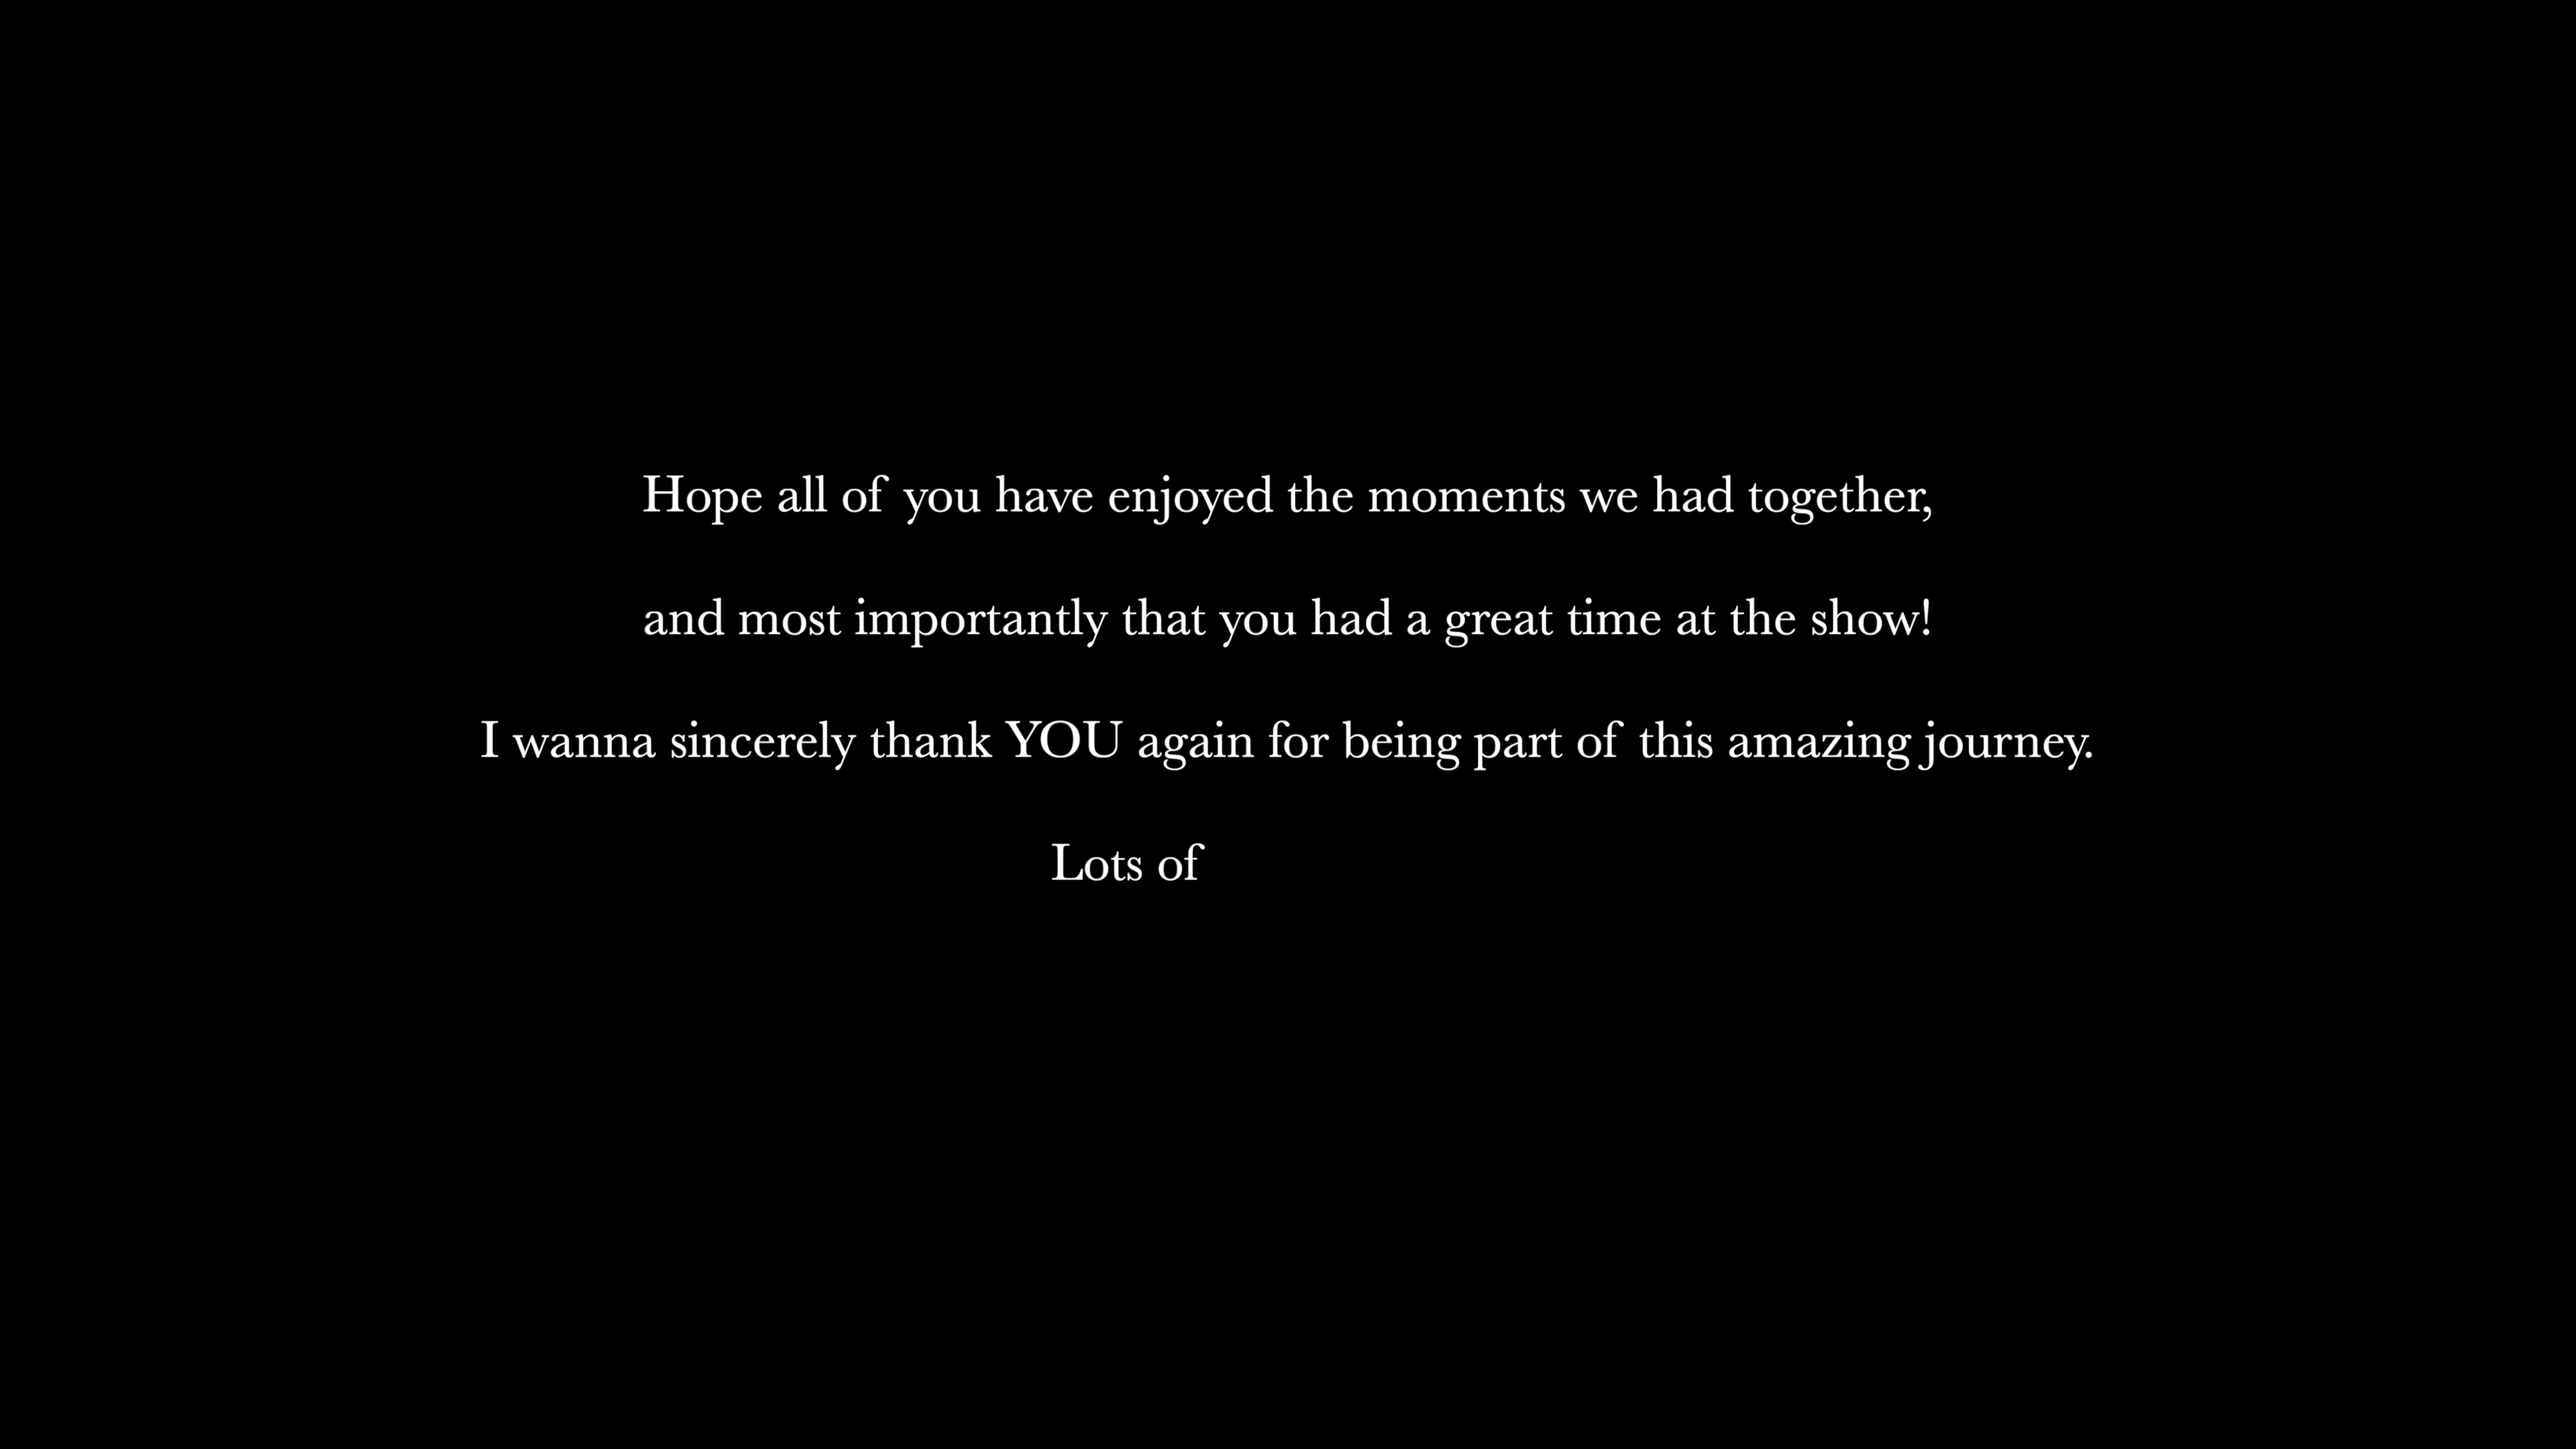 Hope all of you have enjoyed the moments we had together,
and most importantly that you had a great time at the show!
I wanna sincerely thank YOU again for being part of this amazing journey.
Lots of